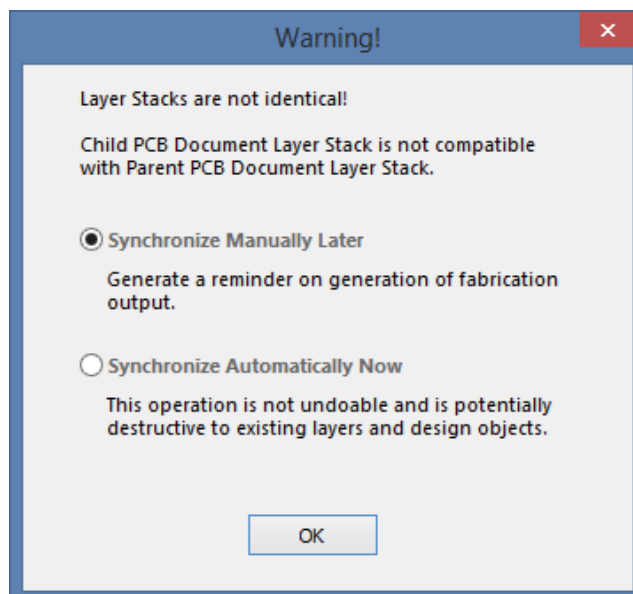 Warning!
Layer Stacks are not identical!
Child PCB Document Layer Stack is not compatible
with Parent PCB Document Layer Stack.
Synchronize Manually Later
Generate a reminder on generation of fabrication
output.
Synchronize Automatically Now
This operation is not undoable and is potentially
destructive to existing layers and design objects.
OK